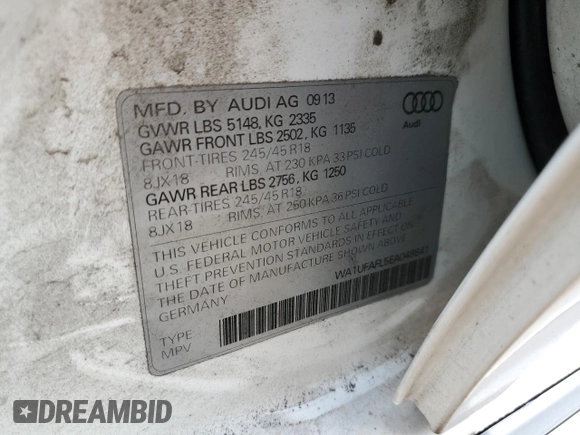 MFD. BY AUDI AG 09 13
GVWR LBS 5148, KG 2335
GAWR FRONT LBS 2502, KG 1135
FRONT-TIRES 245/45 R18
8JX18 RIMS, AT 230 KPA 33 PSI COLD
GAWR REAR LBS 2756, KG 1250
REAR-TIRES 245/45 R18
8JX18 RIMS, AT 250 KPA 36 PSI COLD
THIS VEHICLE CONFORMS TO ALL APPLICABLE
U.S. FEDERAL MOTOR VEHICLE SAFETY AND
THEFT PREVENTION STANDARDS IN EFFECT ON
THE DATE OF MANUFACTURE SHOWN ABOVE.
GERMANY
TYPE
MPV
Audi
DREAMBID